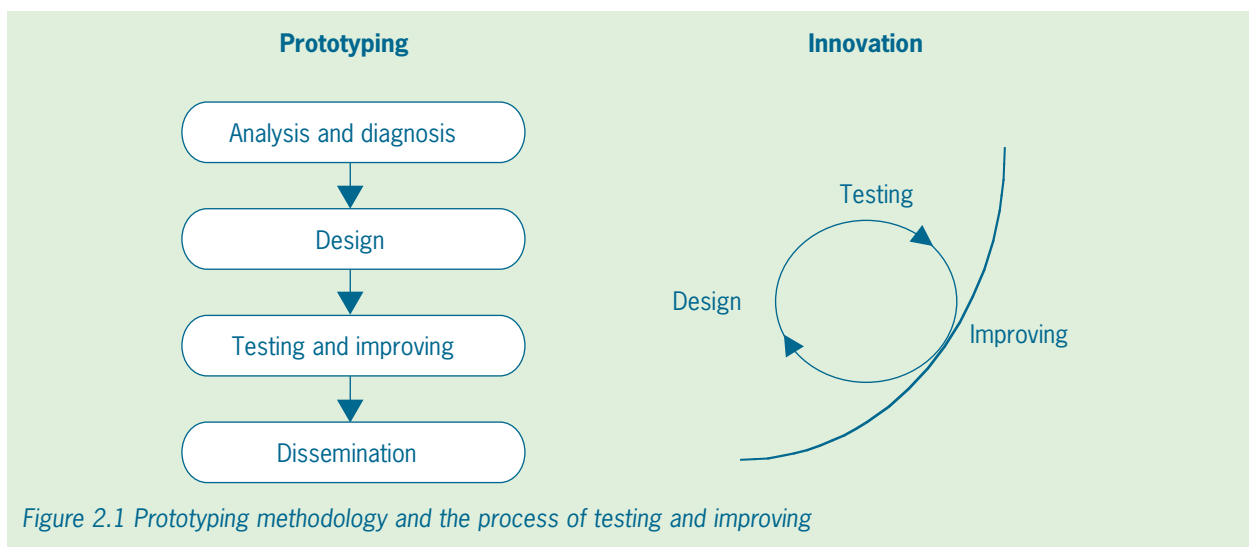 Prototyping
Analysis and diagnosis
Design
Testing and improving
Dissemination
Innovation
Testing
Design
Improving
Figure 2.1 Prototyping methodology and the process of testing and improving